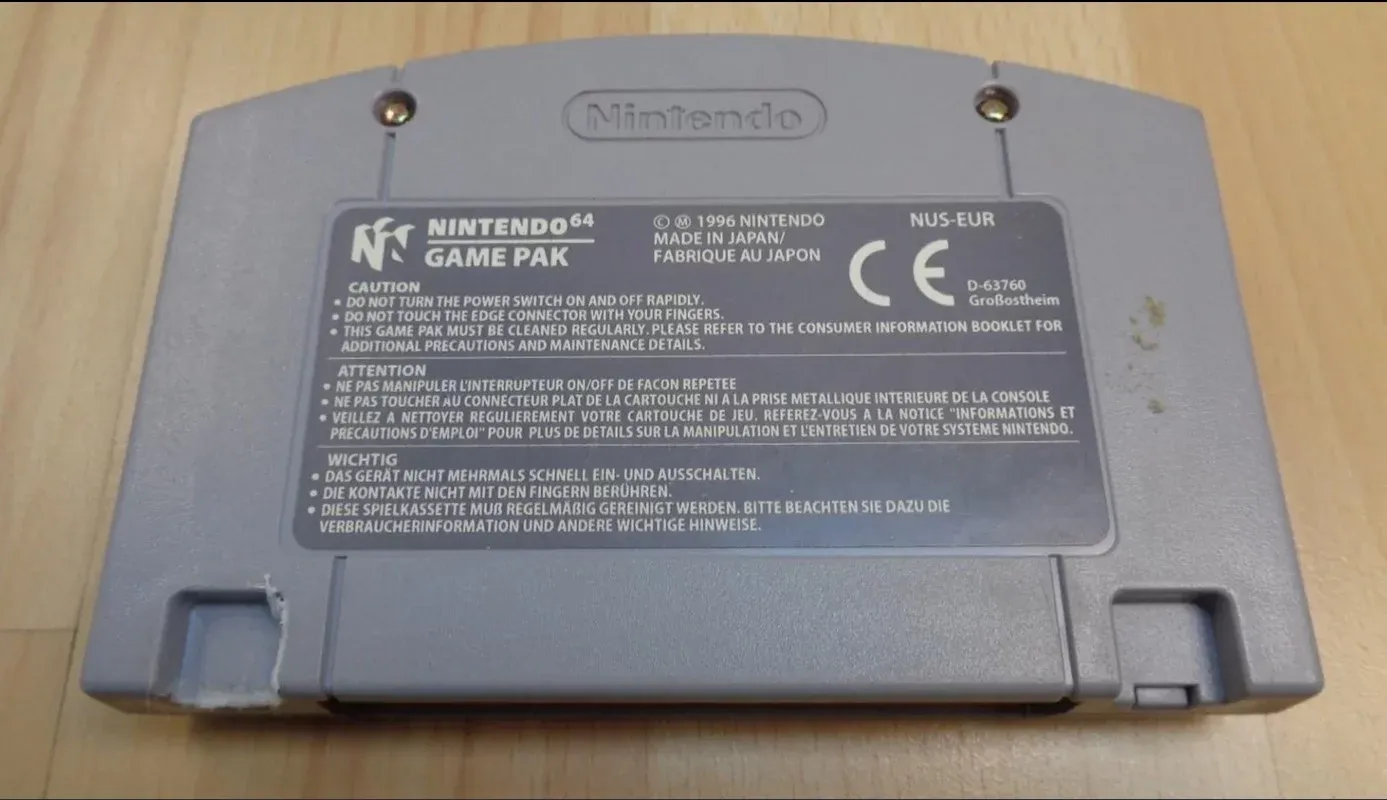 Nintendo
NINTENDO⁶⁴
GAME PAK
© Ⓜ 1996 NINTENDO
MADE IN JAPAN/
FABRIQUE AU JAPON
NUS-EUR
CE
D-63760
Großostheim
CAUTION
• DO NOT TURN THE POWER SWITCH ON AND OFF RAPIDLY.
• DO NOT TOUCH THE EDGE CONNECTOR WITH YOUR FINGERS.
• THIS GAME PAK MUST BE CLEANED REGULARLY. PLEASE REFER TO THE CONSUMER INFORMATION BOOKLET FOR
ADDITIONAL PRECAUTIONS AND MAINTENANCE DETAILS.
ATTENTION
• NE PAS MANIPULER L'INTERRUPTEUR ON/OFF DE FACON REPETEE
• NE PAS TOUCHER AU CONNECTEUR PLAT DE LA CARTOUCHE NI A LA PRISE METALLIQUE INTERIEURE DE LA CONSOLE
• VEILLEZ A NETTOYER REGULIEREMENT VOTRE CARTOUCHE DE JEU. REFEREZ-VOUS A LA NOTICE "INFORMATIONS ET
PRECAUTIONS D'EMPLOI" POUR PLUS DE DETAILS SUR LA MANIPULATION ET L'ENTRETIEN DE VOTRE SYSTEME NINTENDO.
WICHTIG
• DAS GERÄT NICHT MEHRMALS SCHNELL EIN- UND AUSSCHALTEN.
• DIE KONTAKTE NICHT MIT DEN FINGERN BERÜHREN.
• DIESE SPIELKASSETTE MUß REGELMÄßIG GEREINIGT WERDEN. BITTE BEACHTEN SIE DAZU DIE
VERBRAUCHERINFORMATION UND ANDERE WICHTIGE HINWEISE.